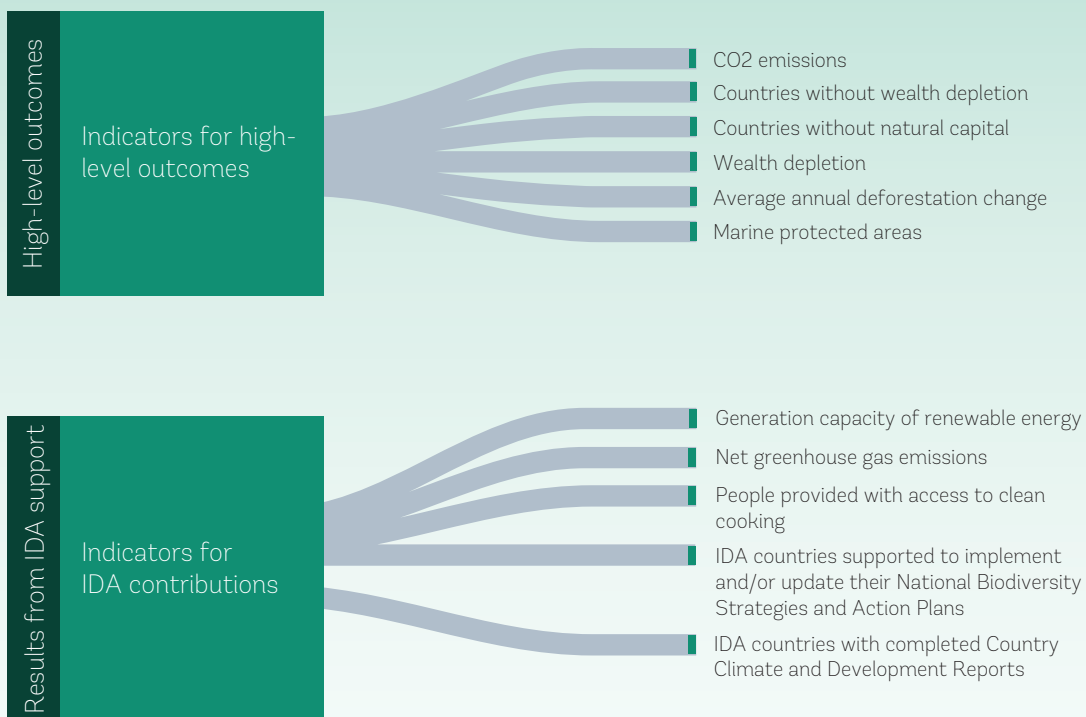 High-level outcomes
Indicators for high-
level outcomes
CO2 emissions
Countries without wealth depletion
Countries without natural capital
Wealth depletion
Average annual deforestation change
Marine protected areas
Results from IDA support
Indicators for
IDA contributions
Generation capacity of renewable energy
Net greenhouse gas emissions
People provided with access to clean
cooking
IDA countries supported to implement
and/or update their National Biodiversity
Strategies and Action Plans
IDA countries with completed Country
Climate and Development Reports